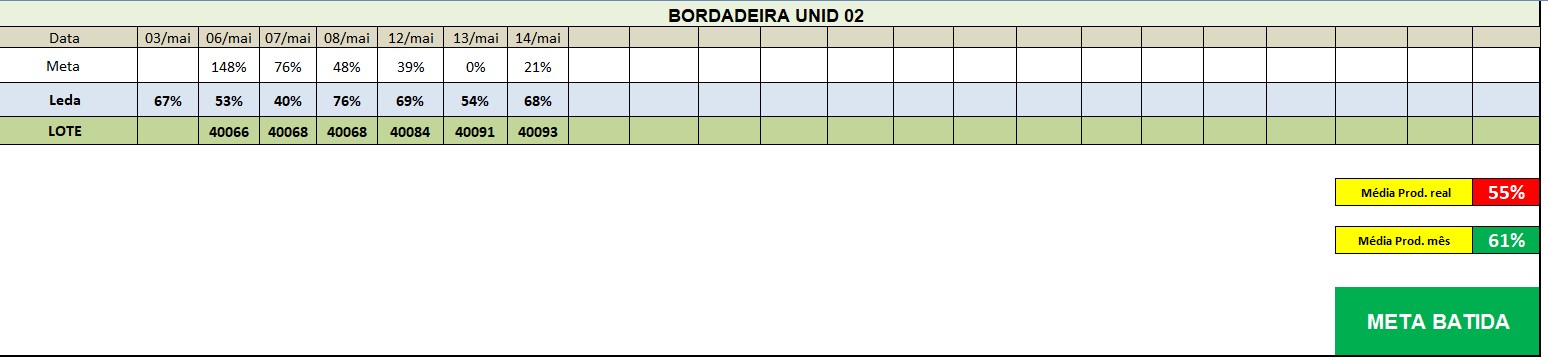 BORDADEIRA UNID 02
Data 03/mai 06/mai 07/mai 08/mai 12/mai 13/mai 14/mai
Meta 148% 76% 48% 39% 0% 21%
Leda 67% 53% 40% 76% 69% 54% 68%
LOTE 40066 40068 40068 40084 40091 40093
Média Prod. real 55%
Média Prod. mês 61%
META BATIDA